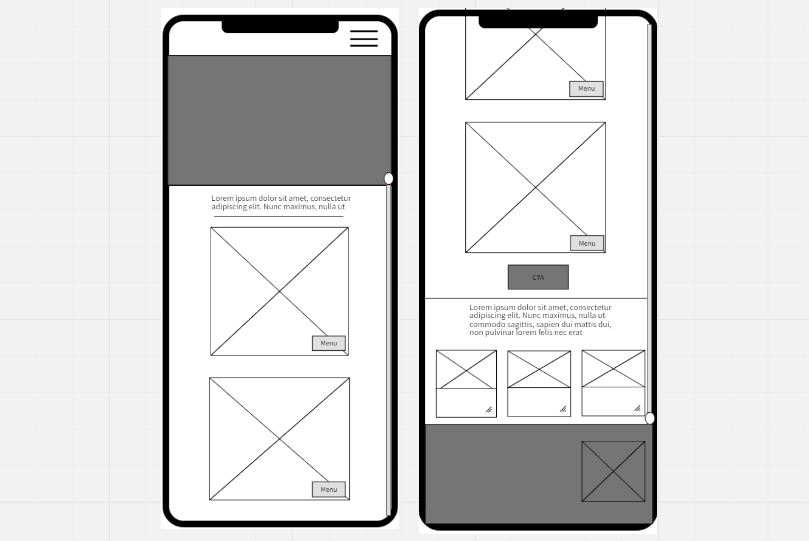 Lorem ipsum dolor sit amet, consectetur
adipiscing elit. Nunc maximus, nulla ut
Menu
Menu
Menu
Menu
CTA
Lorem ipsum dolor sit amet, consectetur
adipiscing elit. Nunc maximus, nulla ut
commodo sagittis, sapien dui mattis dui,
non pulvinar lorem felis nec erat